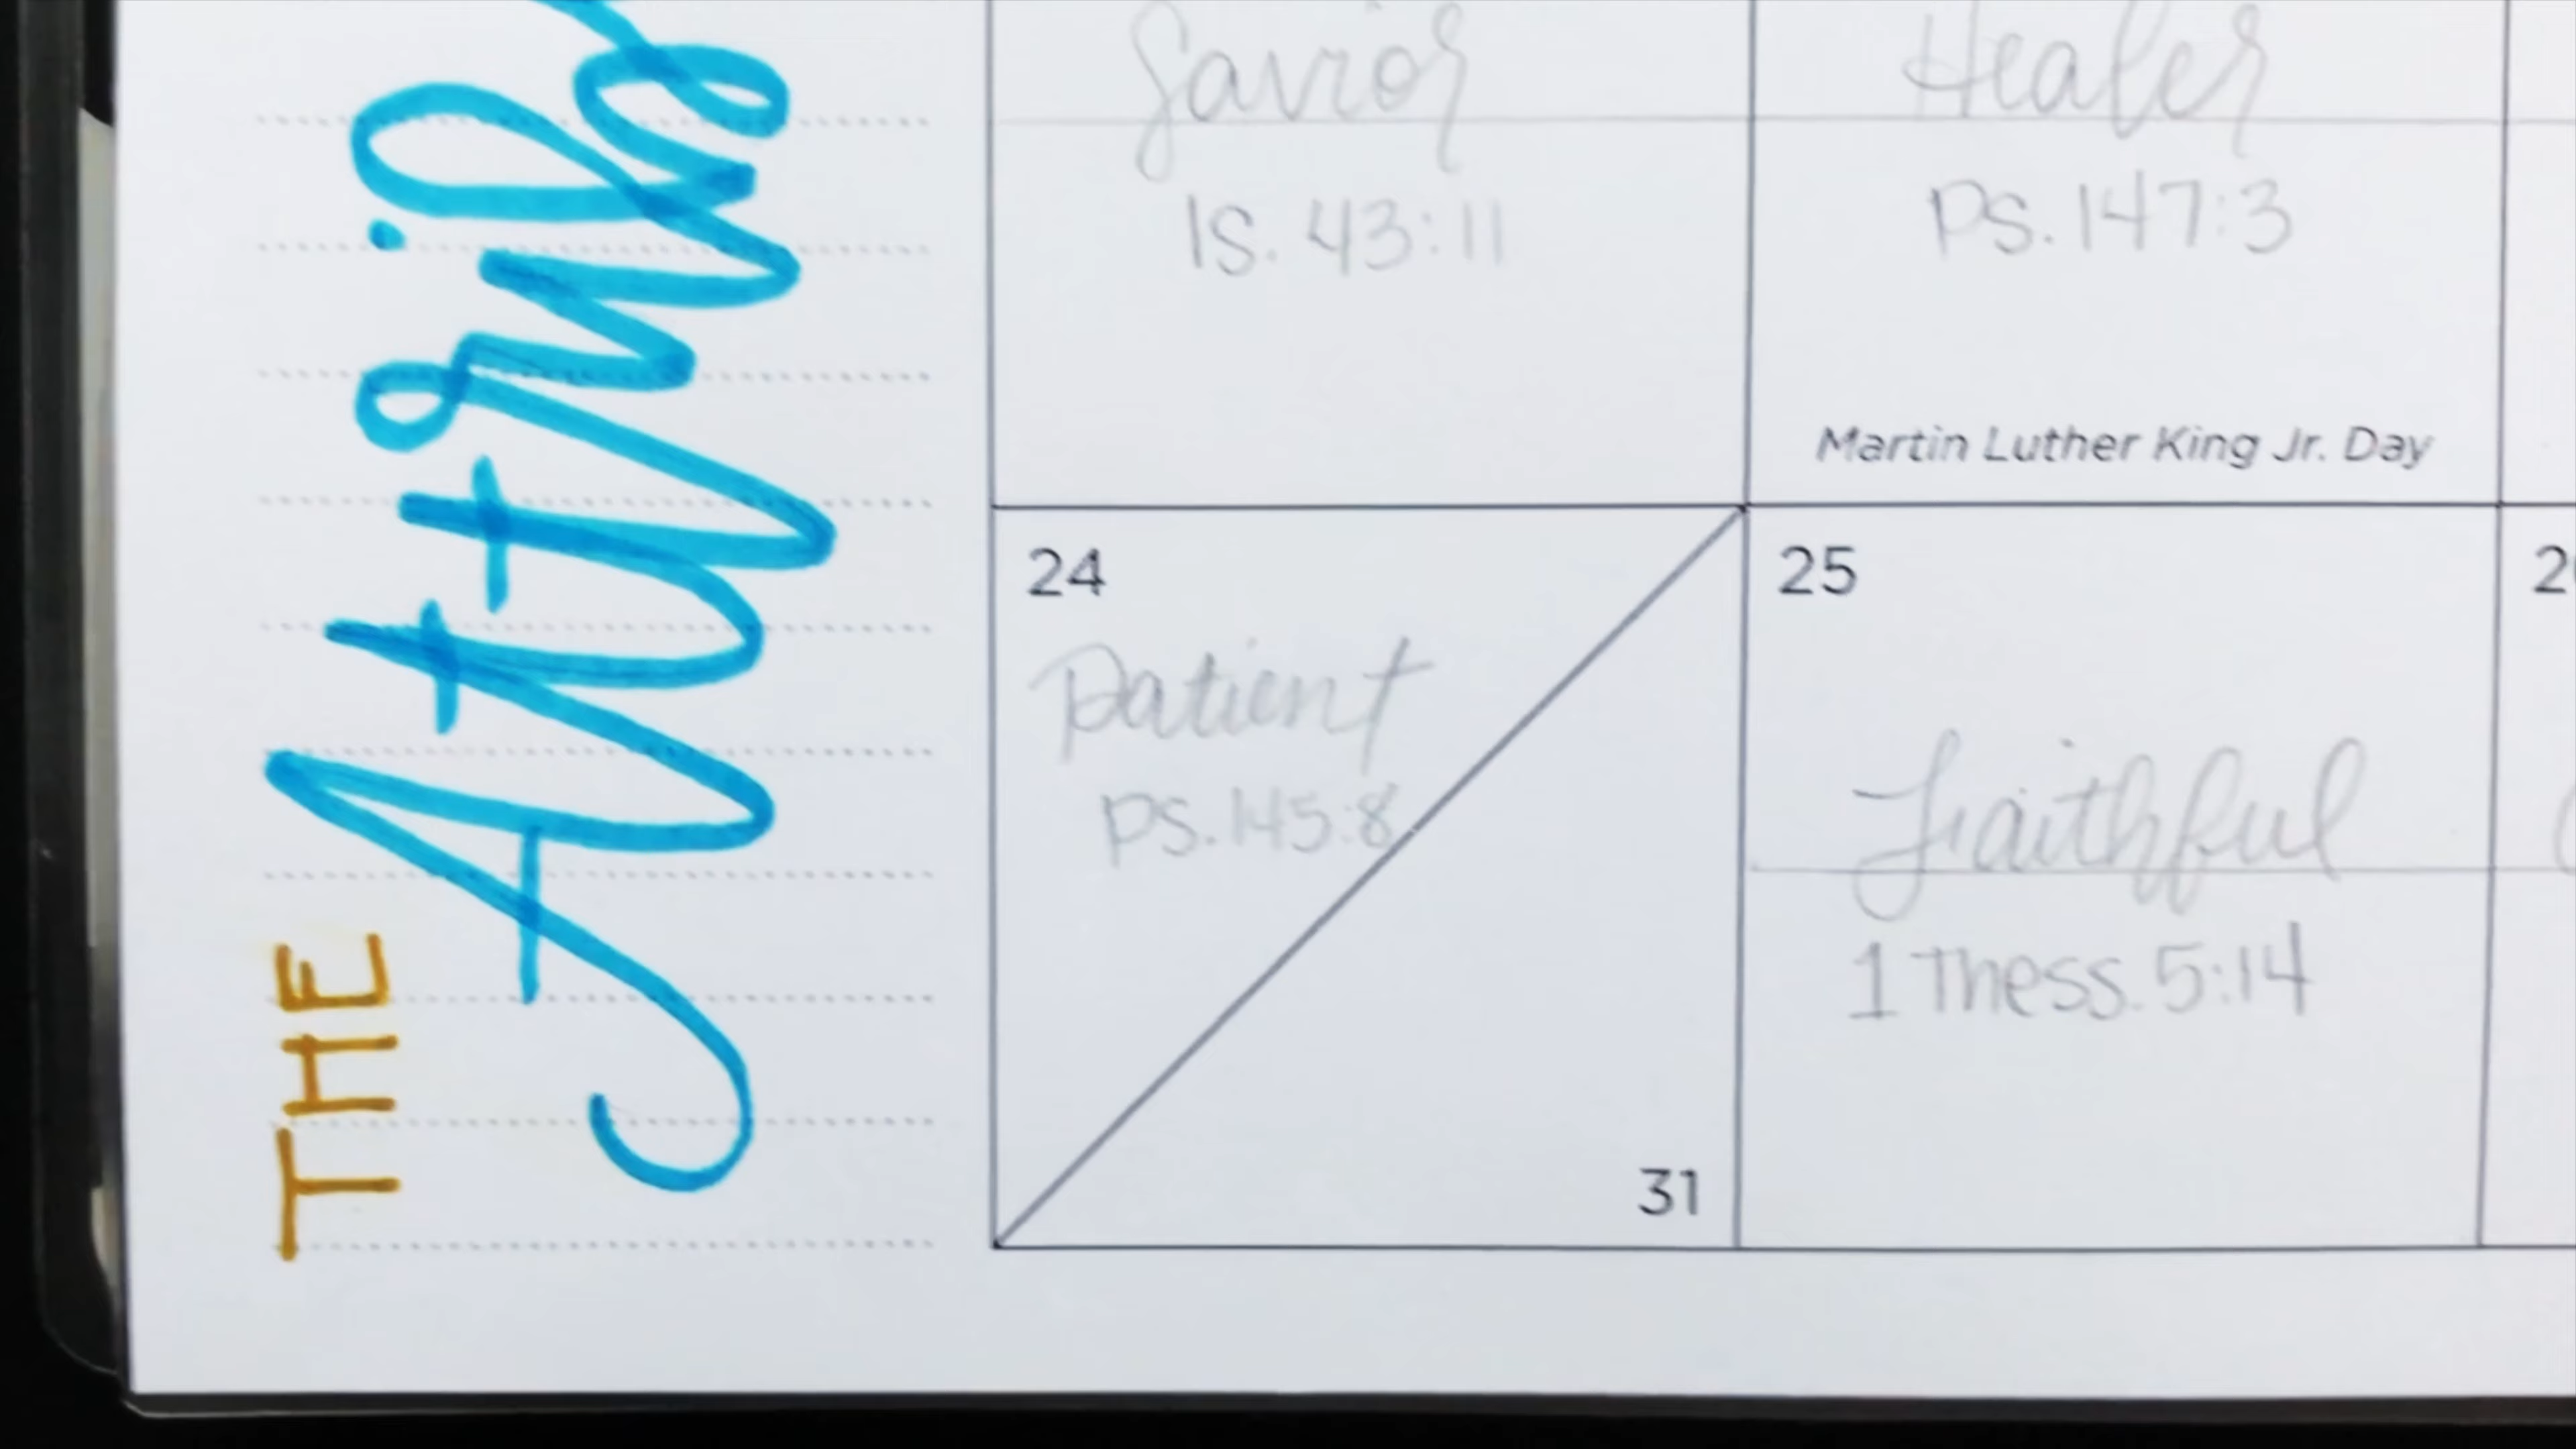 THE
Savior
Is. 43:11
Healer
Ps. 147:3
Martin Luther King Jr. Day
24
Patient
Ps. 145:8
31
25
Faithful
1 Thess. 5:14